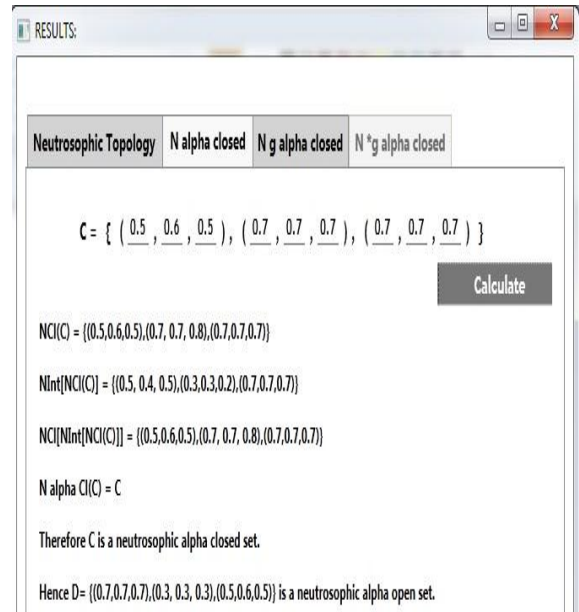 RESULTS:
X
Neutrosophic Topology N alpha closed N g alpha closed N *g alpha closed
C = { ( 0.5 , 0.6 , 0.5 ), ( 0.7 , 0.7 , 0.7 ), ( 0.7 , 0.7 , 0.7 ) }
Calculate
NCl(C) = {(0.5,0.6,0.5),(0.7, 0.7, 0.8),(0.7,0.7,0.7)}
NInt[NCl(C)] = {(0.5, 0.4, 0.5),(0.3,0.3,0.2),(0.7,0.7,0.7)}
NCl[NInt[NCl(C)]] = {(0.5,0.6,0.5),(0.7, 0.7, 0.8),(0.7,0.7,0.7)}
N alpha Cl(C) = C
Therefore C is a neutrosophic alpha closed set.
Hence D= {(0.7,0.7,0.7),(0.3, 0.3, 0.3),(0.5,0.6,0.5)} is a neutrosophic alpha open set.